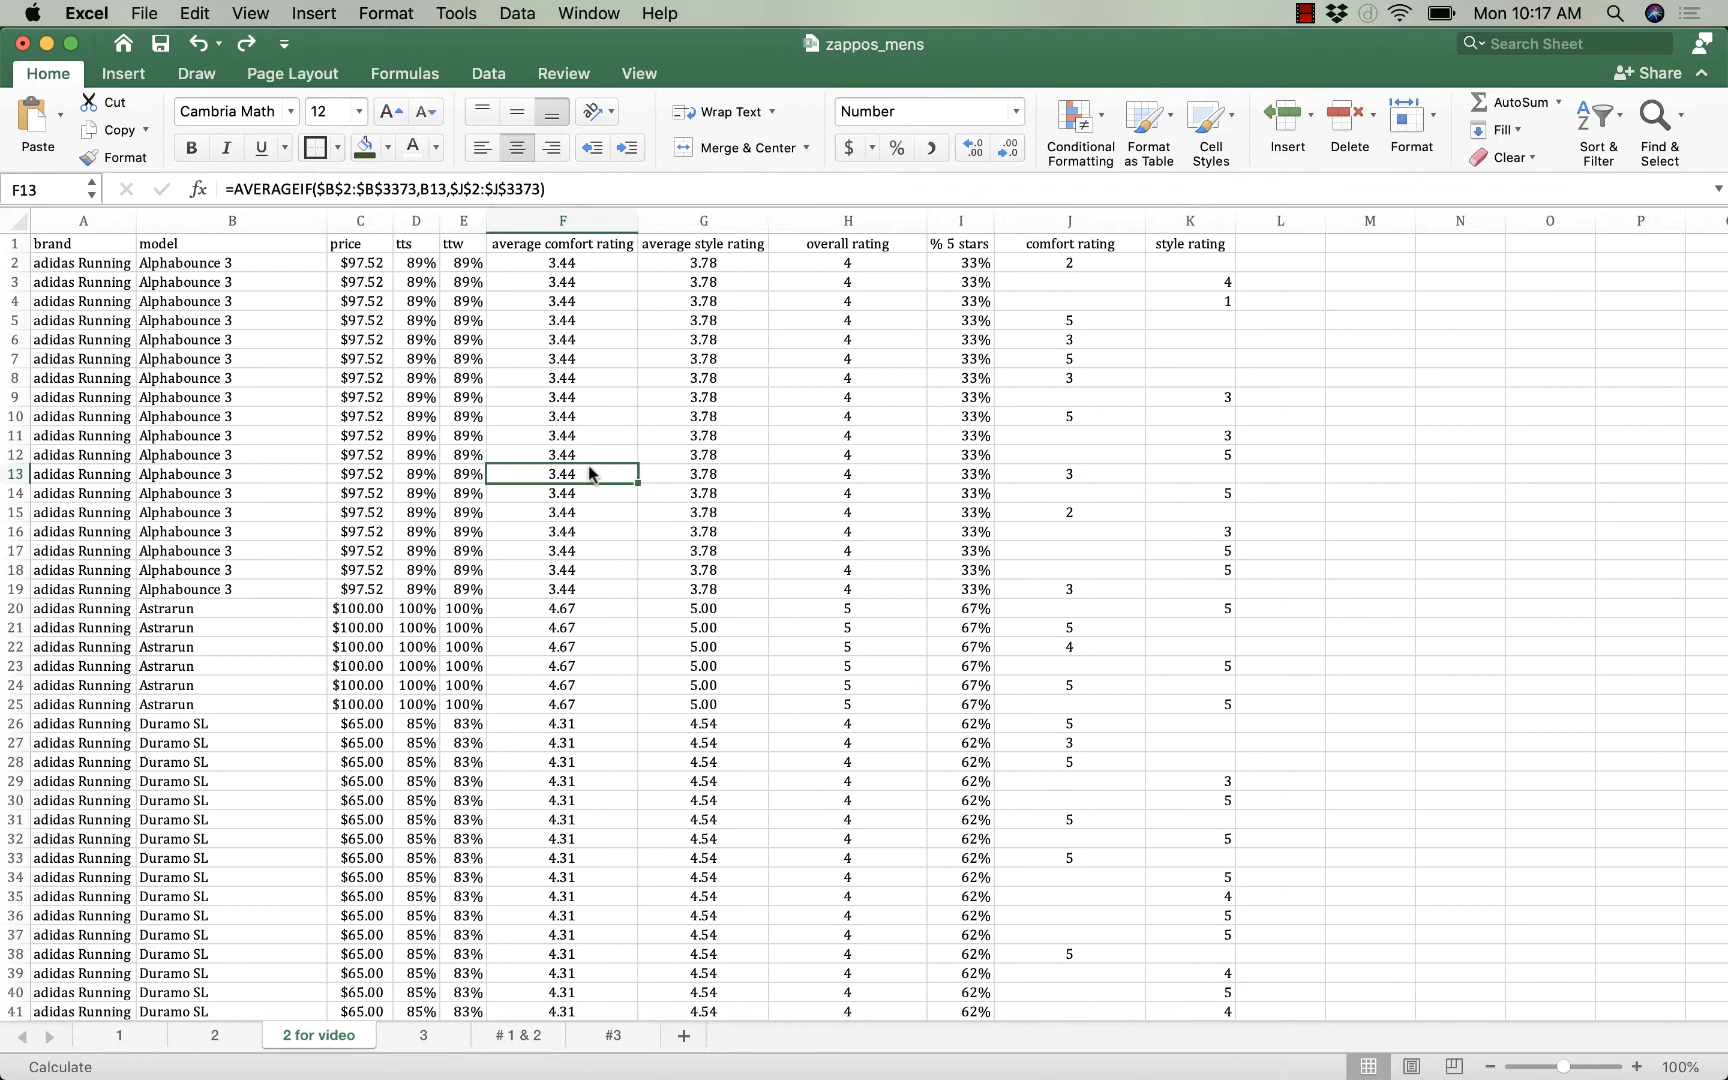 Excel File Edit View Insert Format Tools Data Window Help Mon 10:17 AM
zappos_mens Search Sheet
Home Insert Draw Page Layout Formulas Data Review View Share
Paste Cut Copy Format
Cambria Math 12
B I U A
Wrap Text Merge & Center
Number
$ % .00 .00
Conditional Formatting Format as Table Cell Styles Insert Delete Format
AutoSum Fill Clear Sort & Filter Find & Select
F13 fx =AVERAGEIF($B$2:$B$3373,B13,$J$2:$J$3373)
A B C D E F G H I J K L M N O P
1 brand model price tts ttw average comfort rating average style rating overall rating % 5 stars comfort rating style rating
2 adidas Running Alphabounce 3 $97.52 89% 89% 3.44 3.78 4 33% 2
3 adidas Running Alphabounce 3 $97.52 89% 89% 3.44 3.78 4 33% 4
4 adidas Running Alphabounce 3 $97.52 89% 89% 3.44 3.78 4 33% 1
5 adidas Running Alphabounce 3 $97.52 89% 89% 3.44 3.78 4 33% 5
6 adidas Running Alphabounce 3 $97.52 89% 89% 3.44 3.78 4 33% 3
7 adidas Running Alphabounce 3 $97.52 89% 89% 3.44 3.78 4 33% 5
8 adidas Running Alphabounce 3 $97.52 89% 89% 3.44 3.78 4 33% 3
9 adidas Running Alphabounce 3 $97.52 89% 89% 3.44 3.78 4 33% 3
10 adidas Running Alphabounce 3 $97.52 89% 89% 3.44 3.78 4 33% 5
11 adidas Running Alphabounce 3 $97.52 89% 89% 3.44 3.78 4 33% 3
12 adidas Running Alphabounce 3 $97.52 89% 89% 3.44 3.78 4 33% 5
13 adidas Running Alphabounce 3 $97.52 89% 89% 3.44 3.78 4 33% 3
14 adidas Running Alphabounce 3 $97.52 89% 89% 3.44 3.78 4 33% 5
15 adidas Running Alphabounce 3 $97.52 89% 89% 3.44 3.78 4 33% 2
16 adidas Running Alphabounce 3 $97.52 89% 89% 3.44 3.78 4 33% 3
17 adidas Running Alphabounce 3 $97.52 89% 89% 3.44 3.78 4 33% 5
18 adidas Running Alphabounce 3 $97.52 89% 89% 3.44 3.78 4 33% 5
19 adidas Running Alphabounce 3 $97.52 89% 89% 3.44 3.78 4 33% 3
20 adidas Running Astrarun $100.00 100% 100% 4.67 5.00 5 67% 5
21 adidas Running Astrarun $100.00 100% 100% 4.67 5.00 5 67% 5
22 adidas Running Astrarun $100.00 100% 100% 4.67 5.00 5 67% 4
23 adidas Running Astrarun $100.00 100% 100% 4.67 5.00 5 67% 5
24 adidas Running Astrarun $100.00 100% 100% 4.67 5.00 5 67% 5
25 adidas Running Astrarun $100.00 100% 100% 4.67 5.00 5 67% 5
26 adidas Running Duramo SL $65.00 85% 83% 4.31 4.54 4 62% 5
27 adidas Running Duramo SL $65.00 85% 83% 4.31 4.54 4 62% 3
28 adidas Running Duramo SL $65.00 85% 83% 4.31 4.54 4 62% 5
29 adidas Running Duramo SL $65.00 85% 83% 4.31 4.54 4 62% 3
30 adidas Running Duramo SL $65.00 85% 83% 4.31 4.54 4 62% 5
31 adidas Running Duramo SL $65.00 85% 83% 4.31 4.54 4 62% 5
32 adidas Running Duramo SL $65.00 85% 83% 4.31 4.54 4 62% 5
33 adidas Running Duramo SL $65.00 85% 83% 4.31 4.54 4 62% 5
34 adidas Running Duramo SL $65.00 85% 83% 4.31 4.54 4 62% 5
35 adidas Running Duramo SL $65.00 85% 83% 4.31 4.54 4 62% 4
36 adidas Running Duramo SL $65.00 85% 83% 4.31 4.54 4 62% 5
37 adidas Running Duramo SL $65.00 85% 83% 4.31 4.54 4 62% 5
38 adidas Running Duramo SL $65.00 85% 83% 4.31 4.54 4 62% 5
39 adidas Running Duramo SL $65.00 85% 83% 4.31 4.54 4 62% 4
40 adidas Running Duramo SL $65.00 85% 83% 4.31 4.54 4 62% 5
41 adidas Running Duramo SL $65.00 85% 83% 4.31 4.54 4 62% 4
1 2 2 for video 3 # 1 & 2 #3 +
Calculate 100%